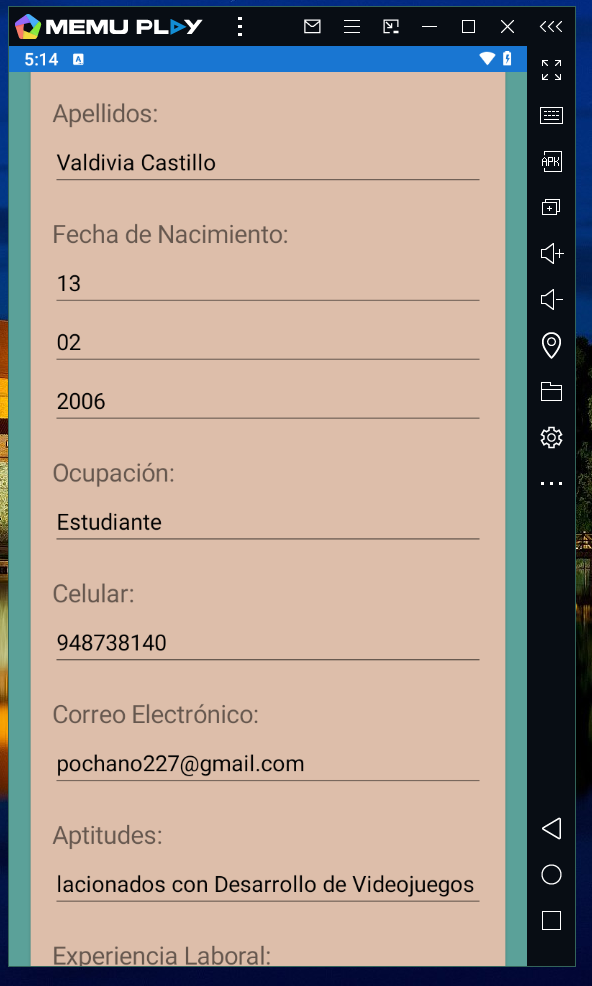 MEMU PLAY
5:14
A
Apellidos:
Valdivia Castillo
Fecha de Nacimiento:
13
02
2006
Ocupación:
Estudiante
Celular:
948738140
Correo Electrónico:
pochano227@gmail.com
Aptitudes:
lacionados con Desarrollo de Videojuegos
Experiencia Laboral:
APK